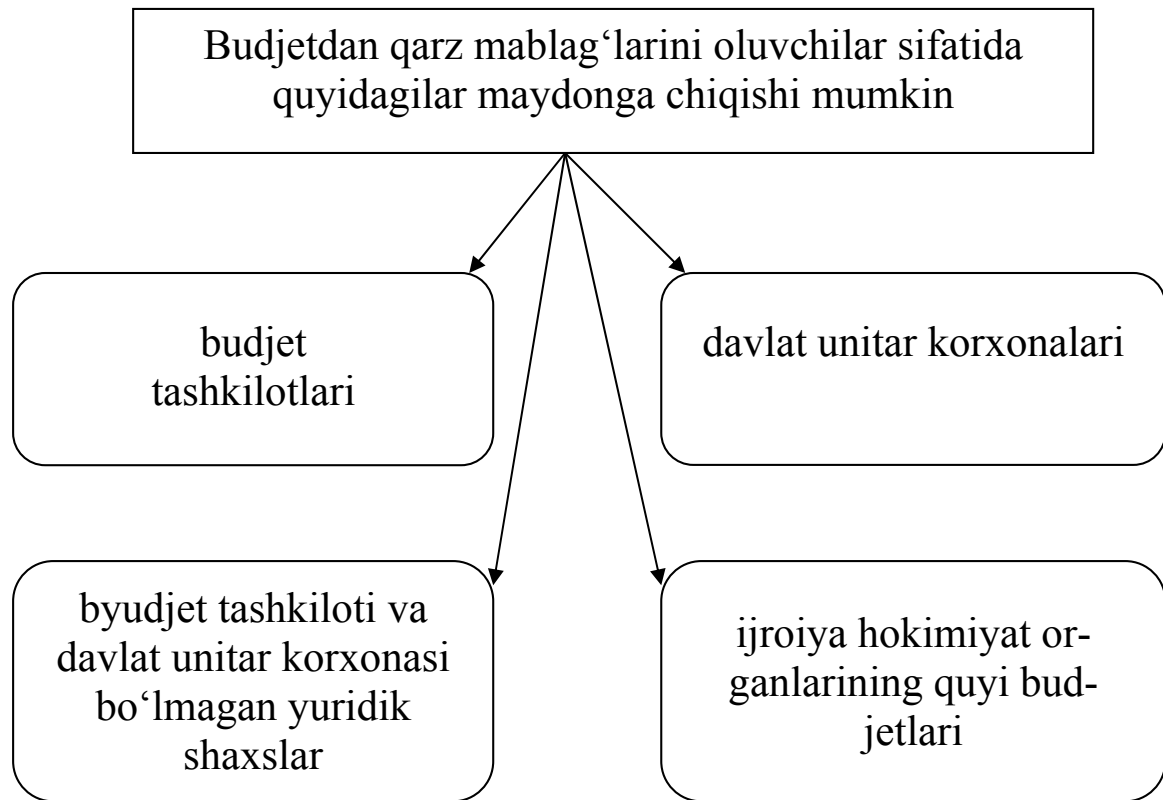 Budjetdan qarz mablag‘larini oluvchilar sifatida
quyidagilar maydonga chiqishi mumkin
budjet
tashkilotlari
davlat unitar korxonalari
byudjet tashkiloti va
davlat unitar korxonasi
bo‘lmagan yuridik
shaxslar
ijroiya hokimiyat or-
ganlarining quyi bud-
jetlari